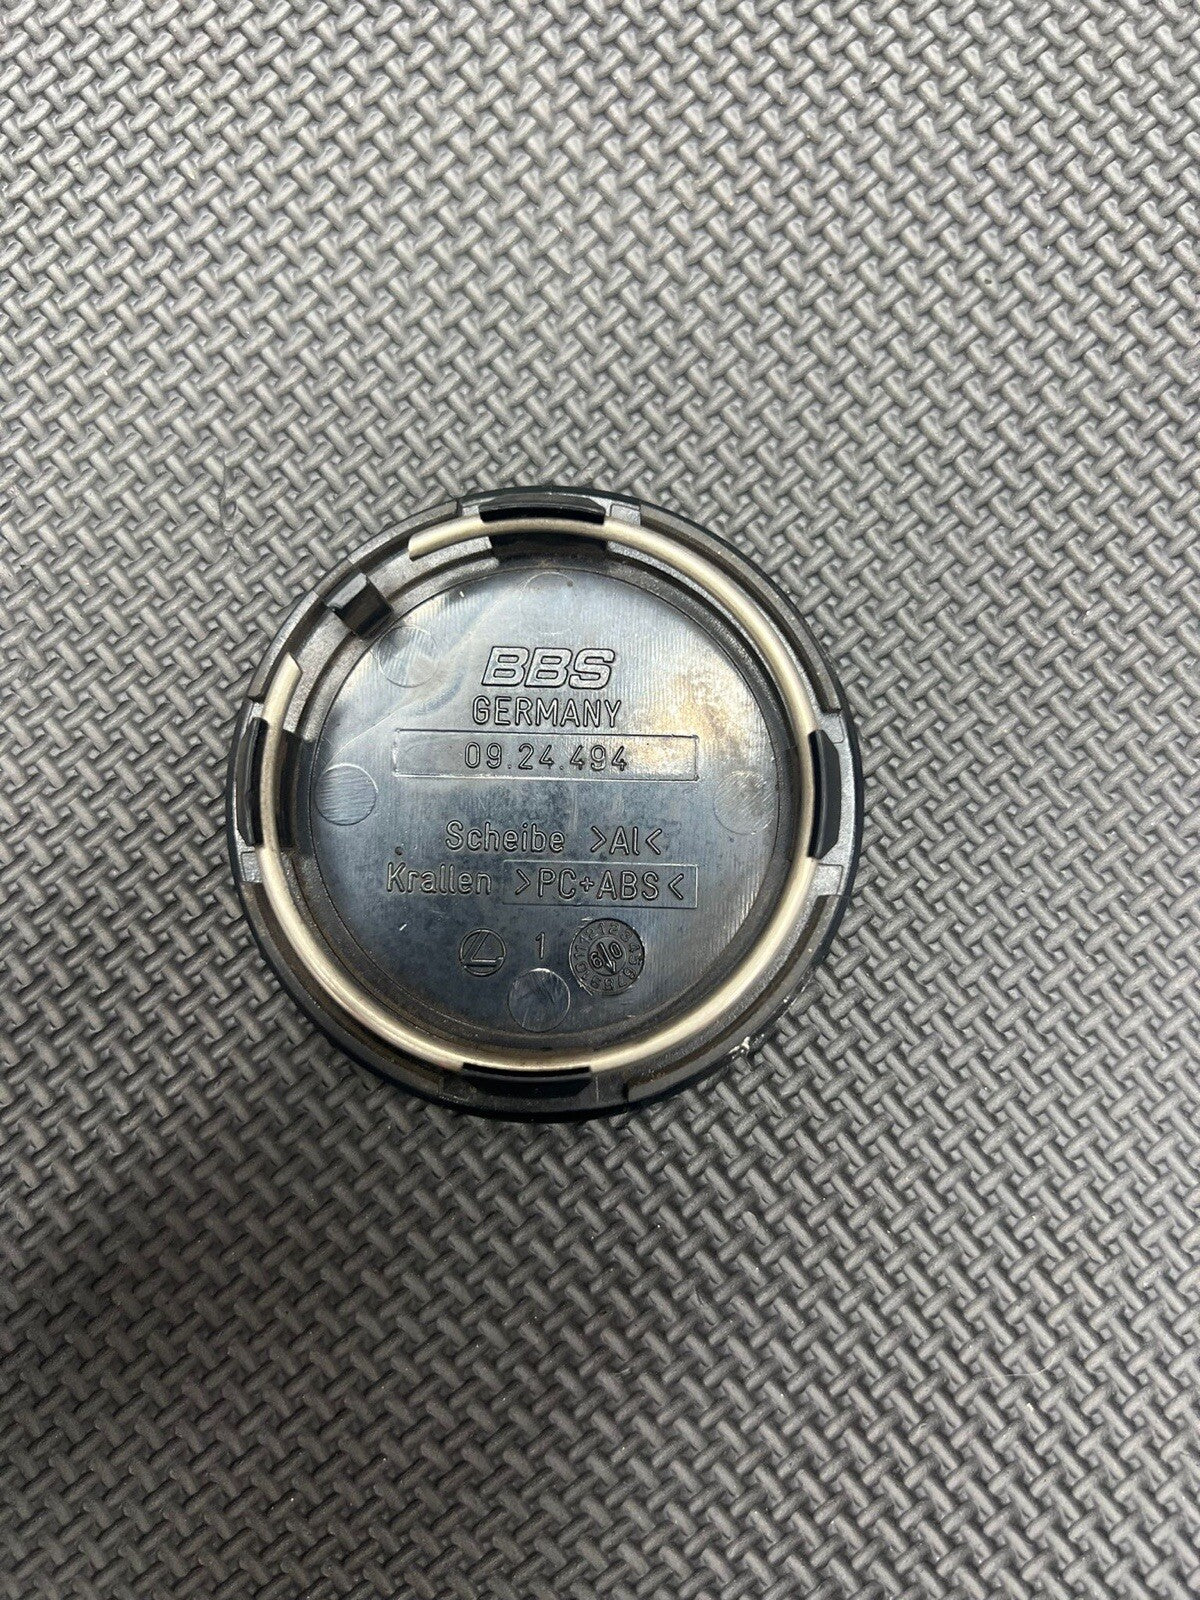 BBS
GERMANY
09.24.494
Scheibe >Al<
Krallen >PC+ABS<
1